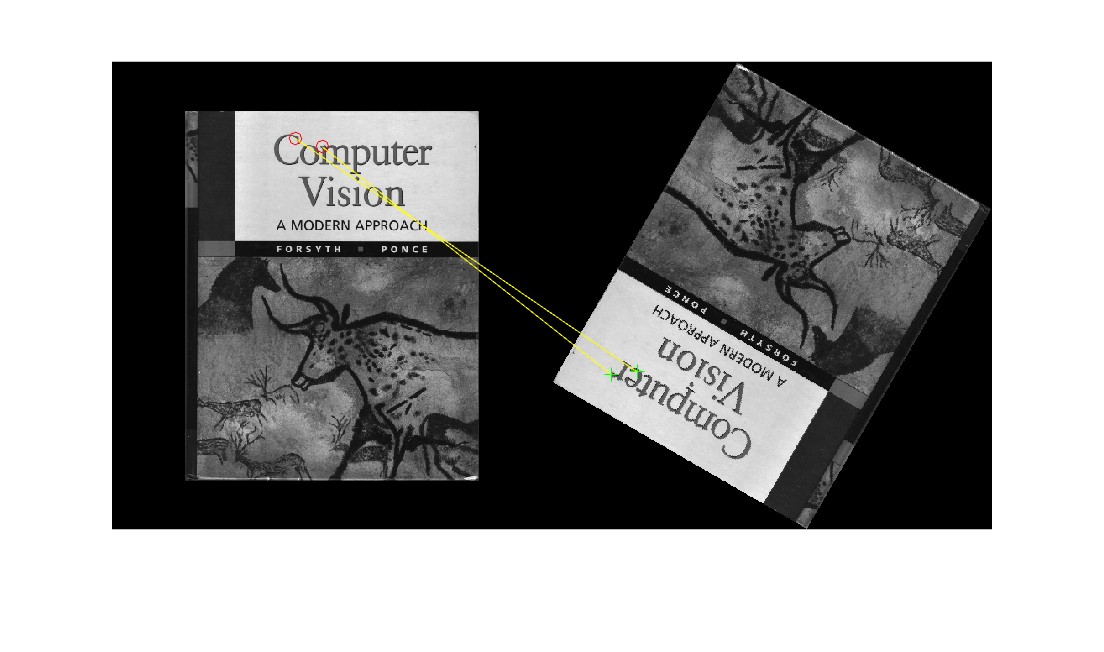 Computer
Vision
A MODERN APPROACH
FORSYTH ▪ PONCE
FORSYTH ▪ PONCE
A MODERN APPROACH
Vision
Computer